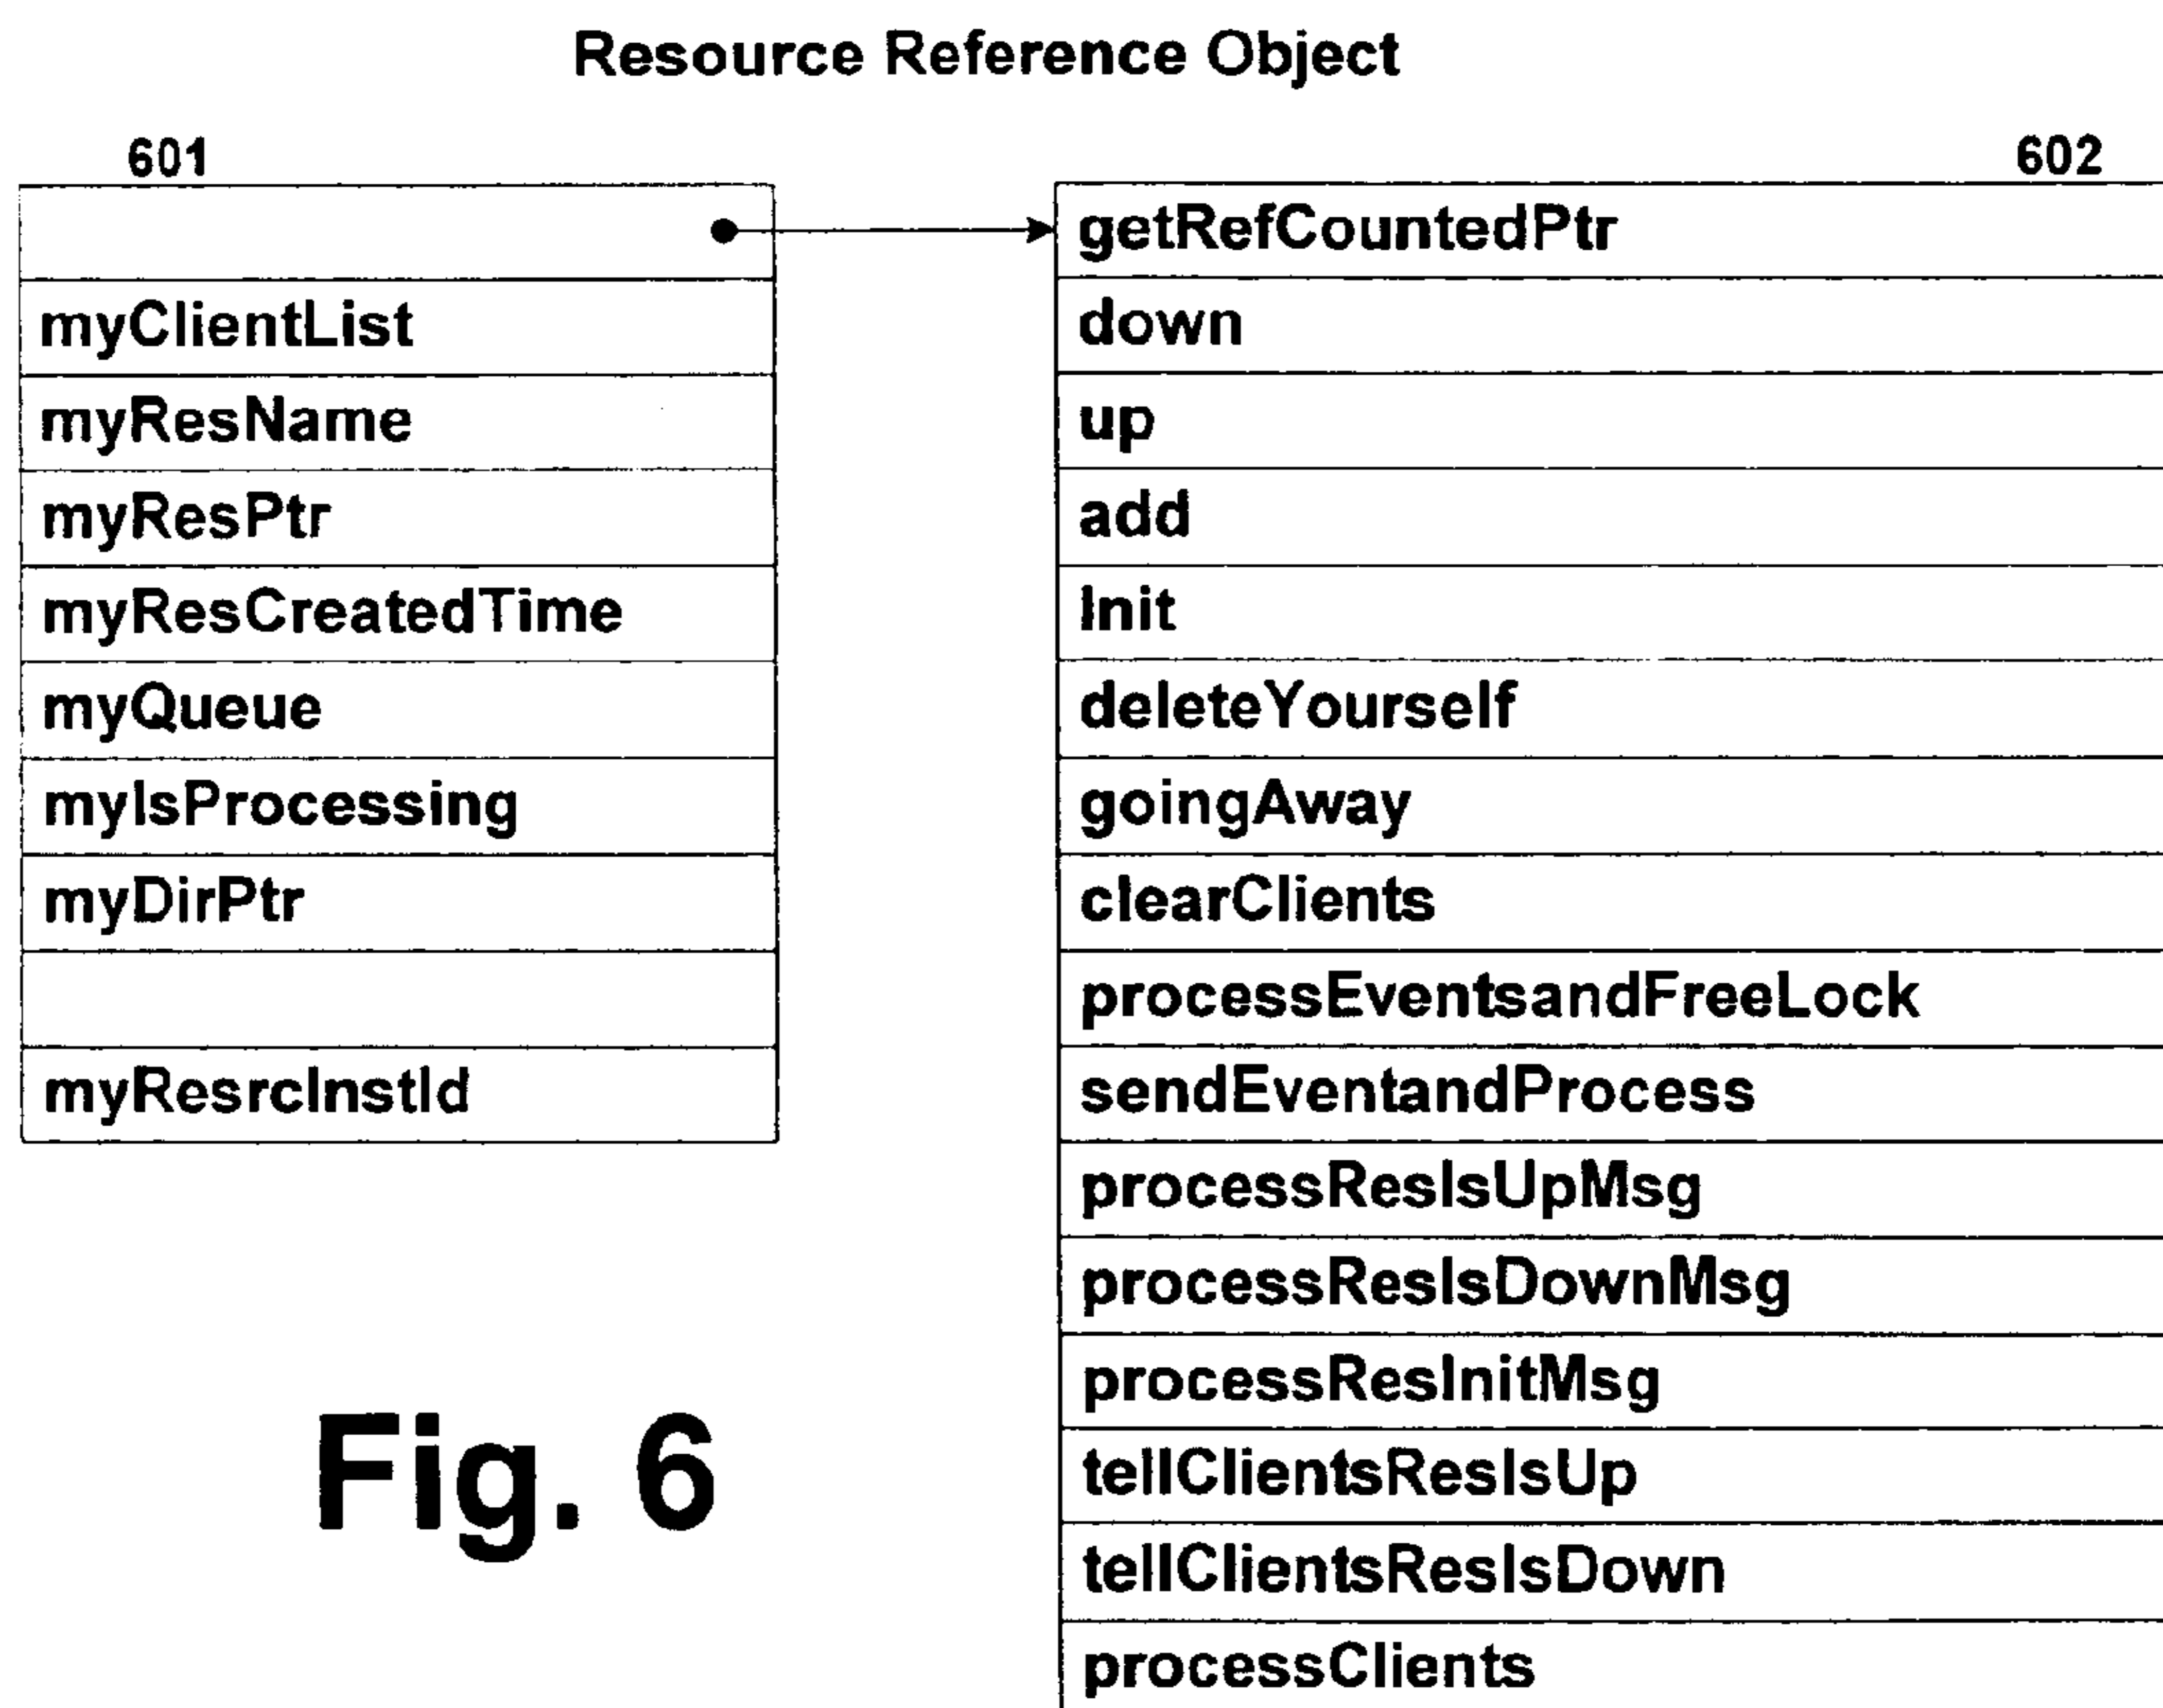 Resource Reference Object
601
myClientList
myResName
myResPtr
myResCreatedTime
myQueue
myIsProcessing
myDirPtr
myResrcInstId
602
getRefCountedPtr
down
up
add
Init
deleteYourself
goingAway
clearClients
processEventsandFreeLock
sendEventandProcess
processResIsUpMsg
processResIsDownMsg
processResInitMsg
tellClientsResIsUp
tellClientsResIsDown
processClients
Fig. 6